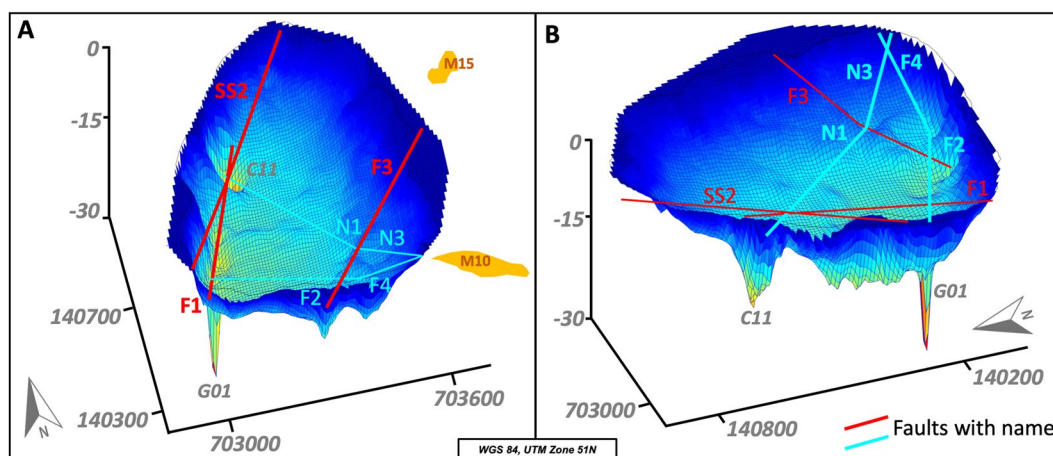 A
0
-15
-30
SS2
C11
M15
F3
N1
N3
M10
F1
F2
F4
G01
140700
140300
703000
703600
N
WGS 84, UTM Zone 51N
B
0
-15
-30
F3
N3
F4
N1
F2
SS2
F1
C11
G01
N
703000
140800
140200
Faults with name